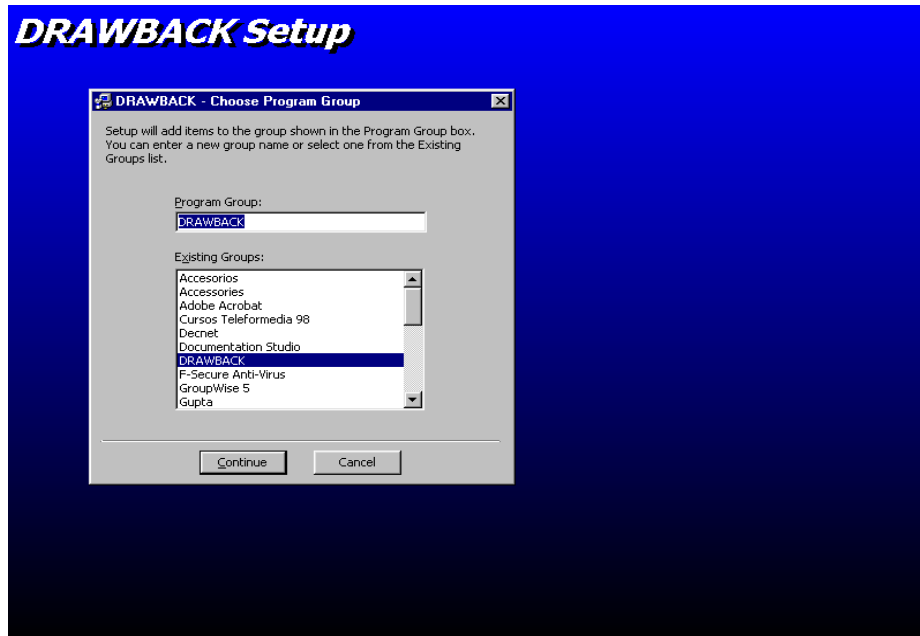 DRAWBACK Setup
DRAWBACK - Choose Program Group
Setup will add items to the group shown in the Program Group box.
You can enter a new group name or select one from the Existing
Groups list.
Program Group:
DRAWBACK
Existing Groups:
Accesorios
Accessories
Adobe Acrobat
Cursos Teleformedia 98
Decnet
Documentation Studio
DRAWBACK
F-Secure Anti-Virus
GroupWise 5
Gupta
Continue
Cancel